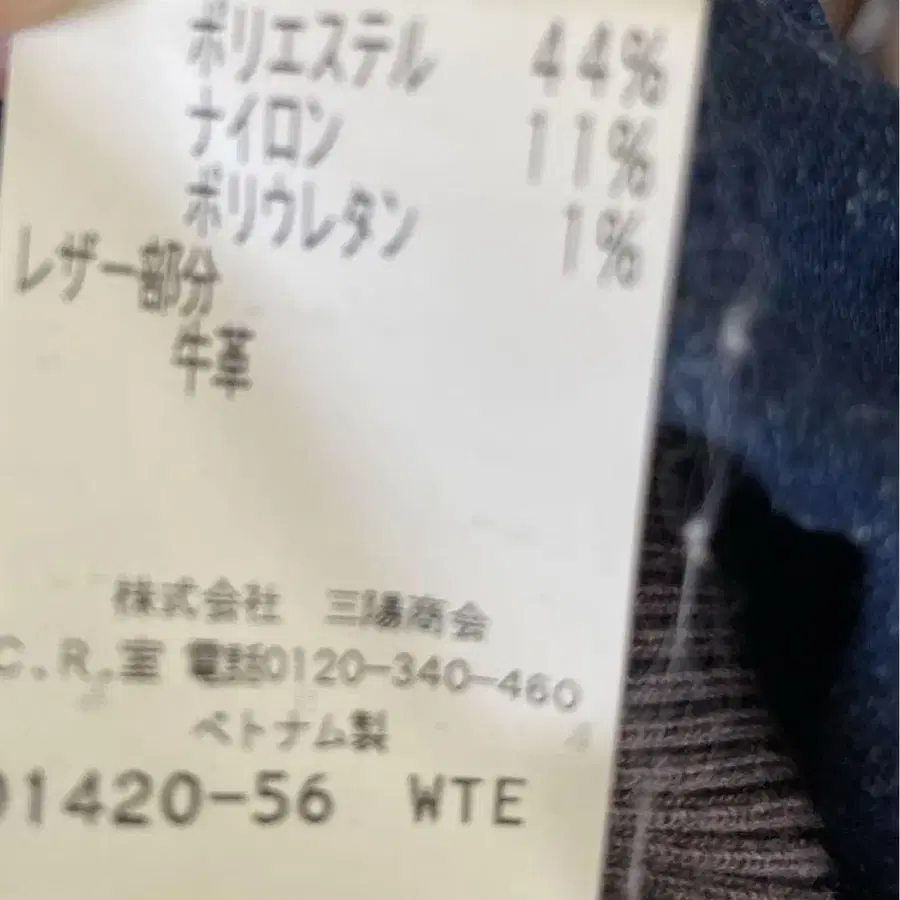 ポリエステル 44%
ナイロン 11%
ポリウレタン 1%
レザー部分
牛革
株式会社 三陽商会
C.R.室 電話0120-340-460
ベトナム製
01420-56 WTE